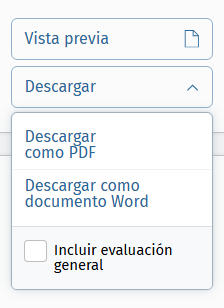 Vista previa
Descargar
Descargar
como PDF
Descargar como
documento Word
Incluir evaluación
general